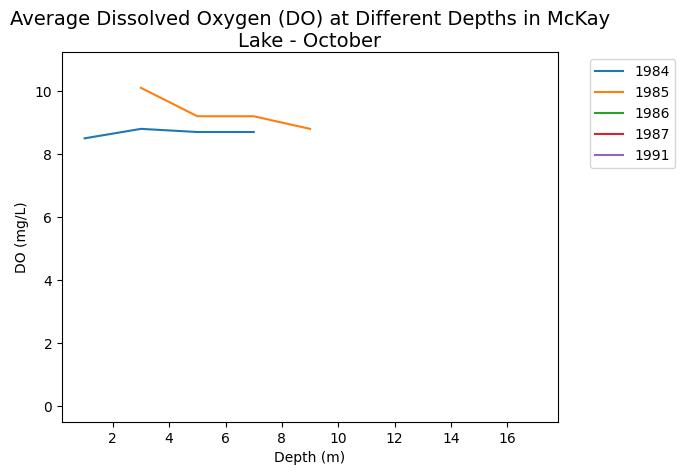 Average Dissolved Oxygen (DO) at Different Depths in McKay
Lake - October
1984
1985
1986
1987
1991
10
8
6
4
2
0
DO (mg/L)
2 4 6 8 10 12 14 16
Depth (m)